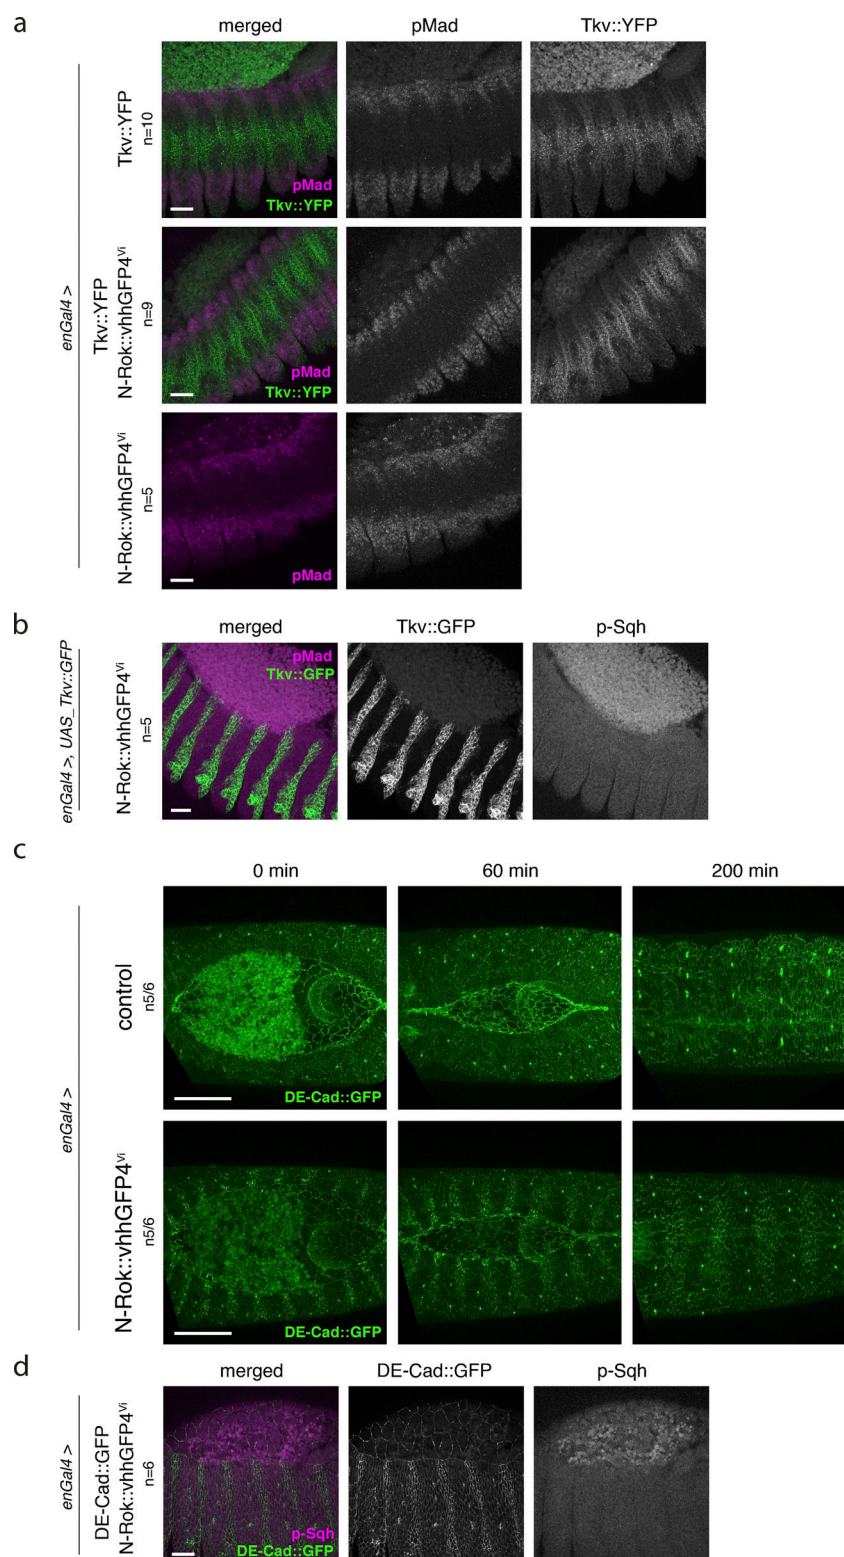 a
merged
pMad
Tkv::YFP
enGal4 >
Tkv::YFP
n=10
pMad
Tkv::YFP
Tkv::YFP
N-Rok::vhhGFP4Vi
n=9
pMad
Tkv::YFP
N-Rok::vhhGFP4Vi
n=5
pMad
b
merged
Tkv::GFP
p-Sqh
enGal4 >, UAS_Tkv::GFP
N-Rok::vhhGFP4Vi
n=5
pMad
Tkv::GFP
c
0 min
60 min
200 min
enGal4 >
control
n5/6
DE-Cad::GFP
N-Rok::vhhGFP4Vi
n5/6
DE-Cad::GFP
d
merged
DE-Cad::GFP
p-Sqh
enGal4 >
DE-Cad::GFP
N-Rok::vhhGFP4Vi
n=6
p-Sqh
DE-Cad::GFP